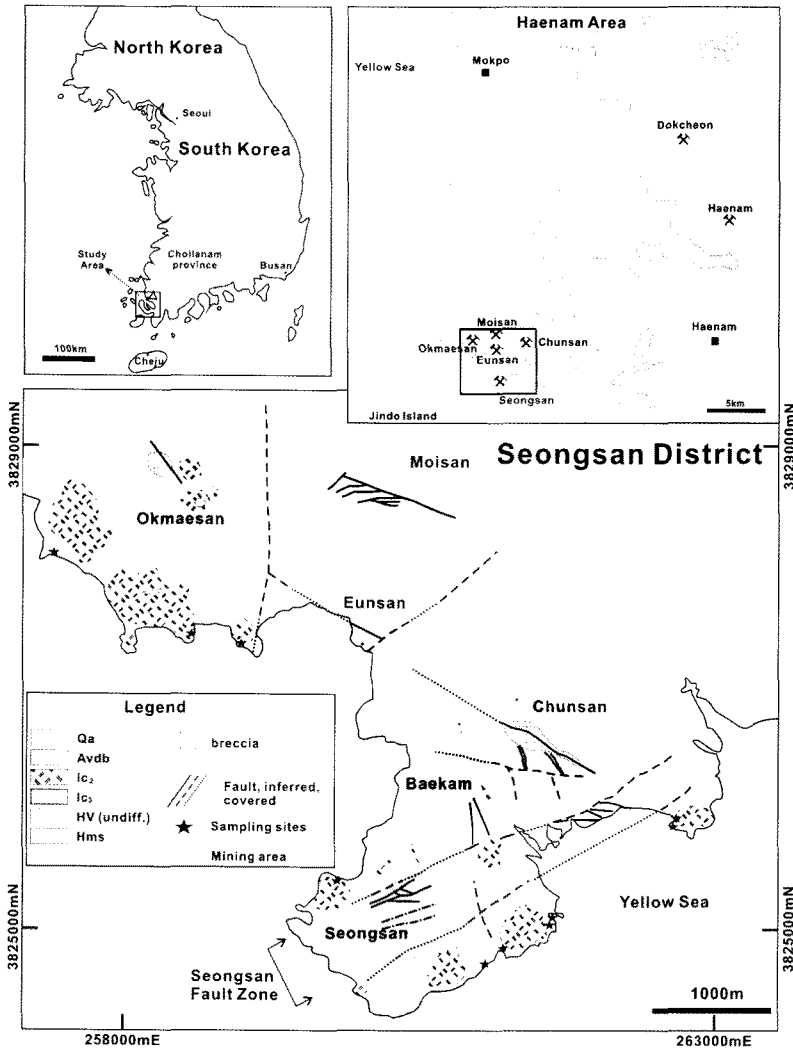 North Korea
Seoul
South Korea
Study
Area
Chollanam
province
Busan
100km
Cheju
Haenam Area
Yellow Sea
Mokpo
Dokcheon
Haenam
Haenam
Moisan
Okmaesan
Chunsan
Eunsan
Seongsan
Jindo Island
5km
3829000mN
3829000mN
Seongsan District
Moisan
Okmaesan
Eunsan
Chunsan
Baekam
Seongsan
Yellow Sea
Legend
Qa
Avdb
Ic₂
Ic₃
HV (undiff.)
Hms
breccia
Fault, inferred,
covered
Sampling sites
Mining area
3825000mN
3825000mN
Seongsan
Fault Zone
1000m
258000mE
263000mE